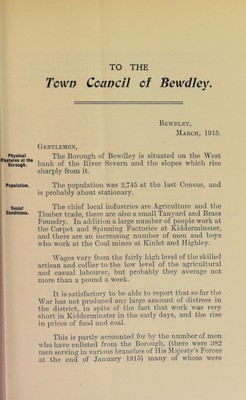 TO THE
Town Council of Bewdley.
BEWDLEY,
MARCH, 1915.
GENTLEMEN,
Physical
Features of the
Borough.
The Borough of Bewdley is situated on the West
bank of the River Severn and the slopes which rise
sharply from it.
Population.
The population was 2,745 at the last Census, and
is probably about stationary.
Social
Conditions.
The chief local industries are Agriculture and the
Timber trade, there are also a small Tanyard and Brass
Foundry. In addition a large number of people work at
the Carpet and Spinning Factories at Kidderminster,
and there are an increasing number of men and boys
who work at the Coal mines at Kinlet and Highley.
Wages vary from the fairly high level of the skilled
artisan and collier to the low level of the agricultural
and casual labourer, but probably they average not
more than a pound a week.
It is satisfactory to be able to report that so far the
War has not produced any large amount of distress in
the district, in spite of the fact that work was very
short in Kidderminster in the early days, and the rise
in prices of food and coal.
This is partly accounted for by the number of men
who have enlisted from the Borough, (there were 382
men serving in various branches of His Majesty's Forces
at the end of January 1915) many of whom were